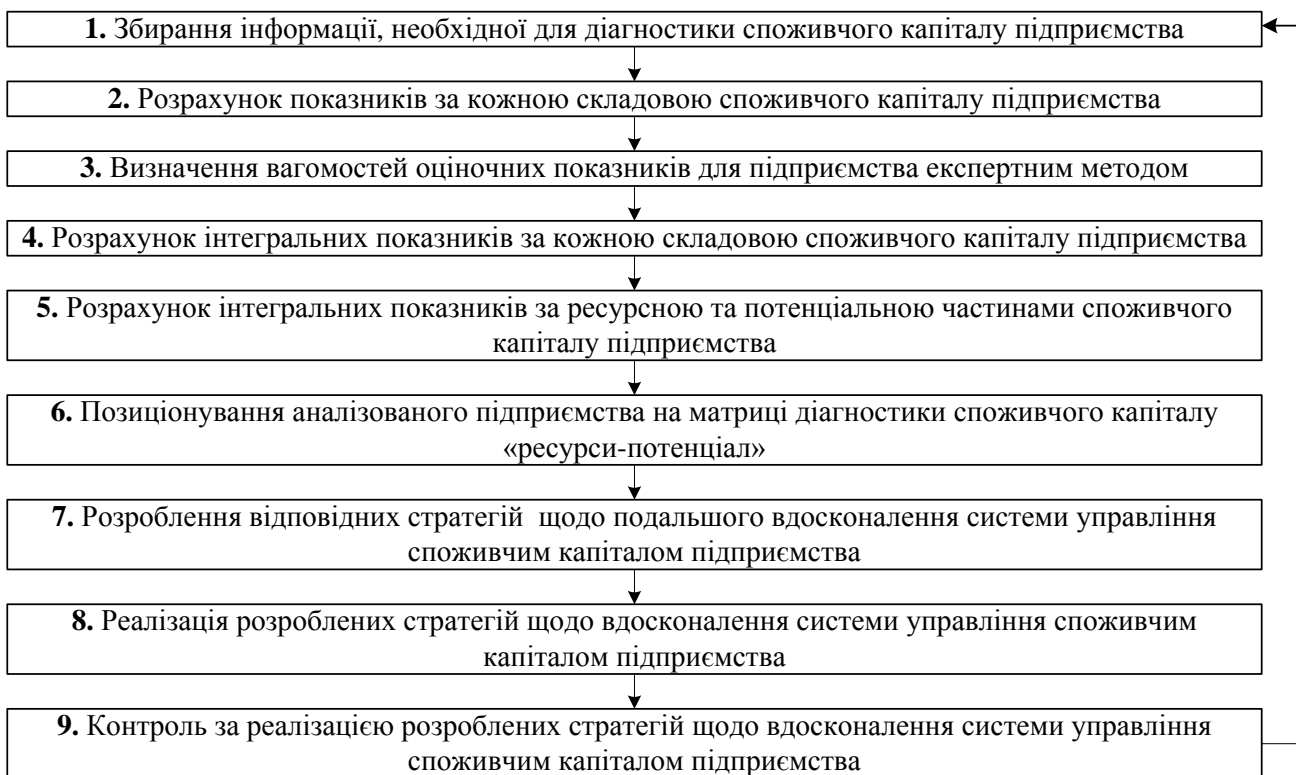 1. Збирання інформації, необхідної для діагностики споживчого капіталу підприємства
2. Розрахунок показників за кожною складовою споживчого капіталу підприємства
3. Визначення вагомостей оціночних показників для підприємства експертним методом
4. Розрахунок інтегральних показників за кожною складовою споживчого капіталу підприємства
5. Розрахунок інтегральних показників за ресурсною та потенціальною частинами споживчого
капіталу підприємства
6. Позиціонування аналізованого підприємства на матриці діагностики споживчого капіталу
«ресурси-потенціал»
7. Розроблення відповідних стратегій щодо подальшого вдосконалення системи управління
споживчим капіталом підприємства
8. Реалізація розроблених стратегій щодо вдосконалення системи управління споживчим
капіталом підприємства
9. Контроль за реалізацією розроблених стратегій щодо вдосконалення системи управління
споживчим капіталом підприємства